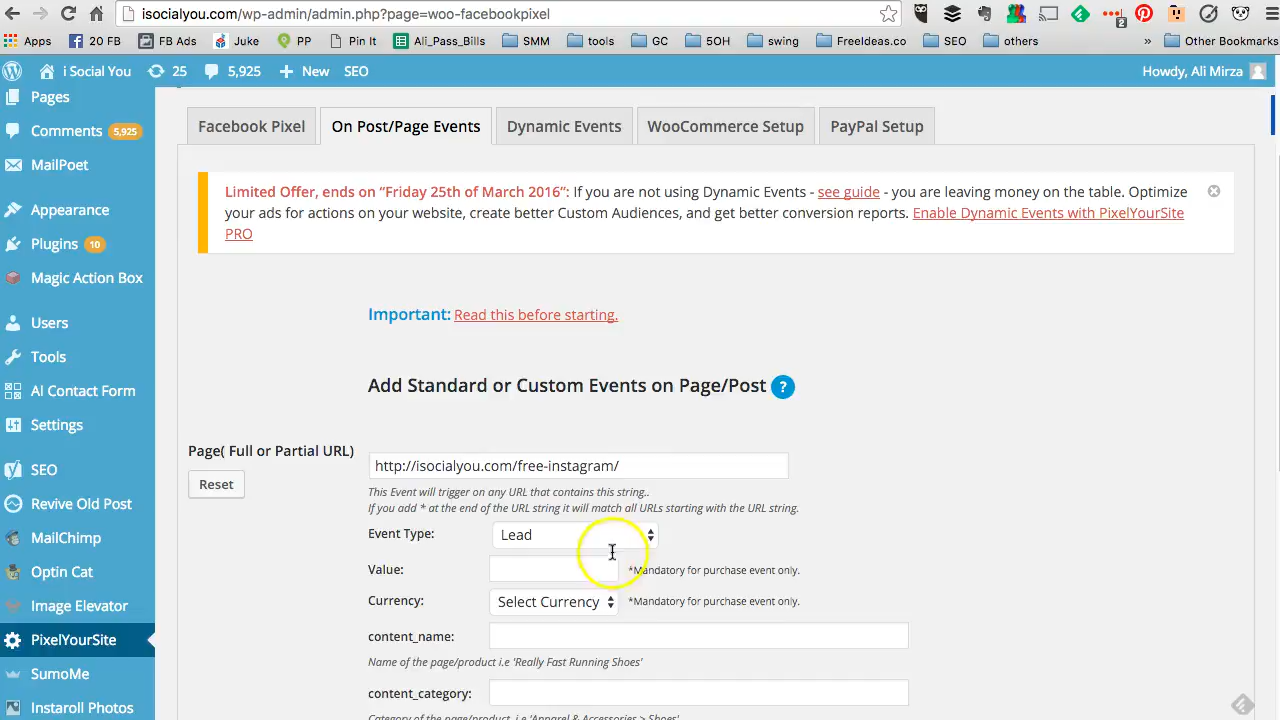 isocialyou.com/wp-admin/admin.php?page=woo-facebookpixel
2
Apps 20 FB FB Ads Juke PP Pin It Ali_Pass_Bills SMM tools GC 5OH swing FreeIdeas.co SEO others » Other Bookmarks
i Social You 25 5,925 New SEO Howdy, Ali Mirza
Pages
Comments 5,925
MailPoet
Appearance
Plugins 10
Magic Action Box
Users
Tools
AI Contact Form
Settings
SEO
Revive Old Post
MailChimp
Optin Cat
Image Elevator
PixelYourSite
SumoMe
Instaroll Photos
Facebook Pixel On Post/Page Events Dynamic Events WooCommerce Setup PayPal Setup
Limited Offer, ends on “Friday 25th of March 2016”: If you are not using Dynamic Events - see guide - you are leaving money on the table. Optimize
your ads for actions on your website, create better Custom Audiences, and get better conversion reports. Enable Dynamic Events with PixelYourSite
PRO
Important: Read this before starting.
Add Standard or Custom Events on Page/Post ?
Page( Full or Partial URL) http://isocialyou.com/free-instagram/
Reset
This Event will trigger on any URL that contains this string..
If you add * at the end of the URL string it will match all URLs starting with the URL string.
Event Type: Lead
Value: *Mandatory for purchase event only.
Currency: Select Currency *Mandatory for purchase event only.
content_name:
Name of the page/product i.e 'Really Fast Running Shoes'
content_category:
Category of the page/product, i.e 'Apparel & Accessories > Shoes'